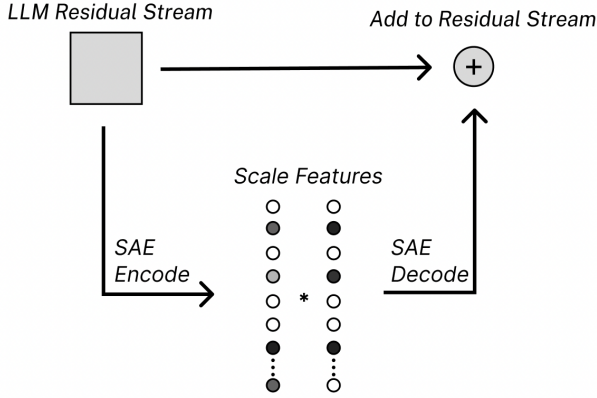 LLM Residual Stream
Add to Residual Stream
+
Scale Features
SAE
Encode
*
SAE
Decode